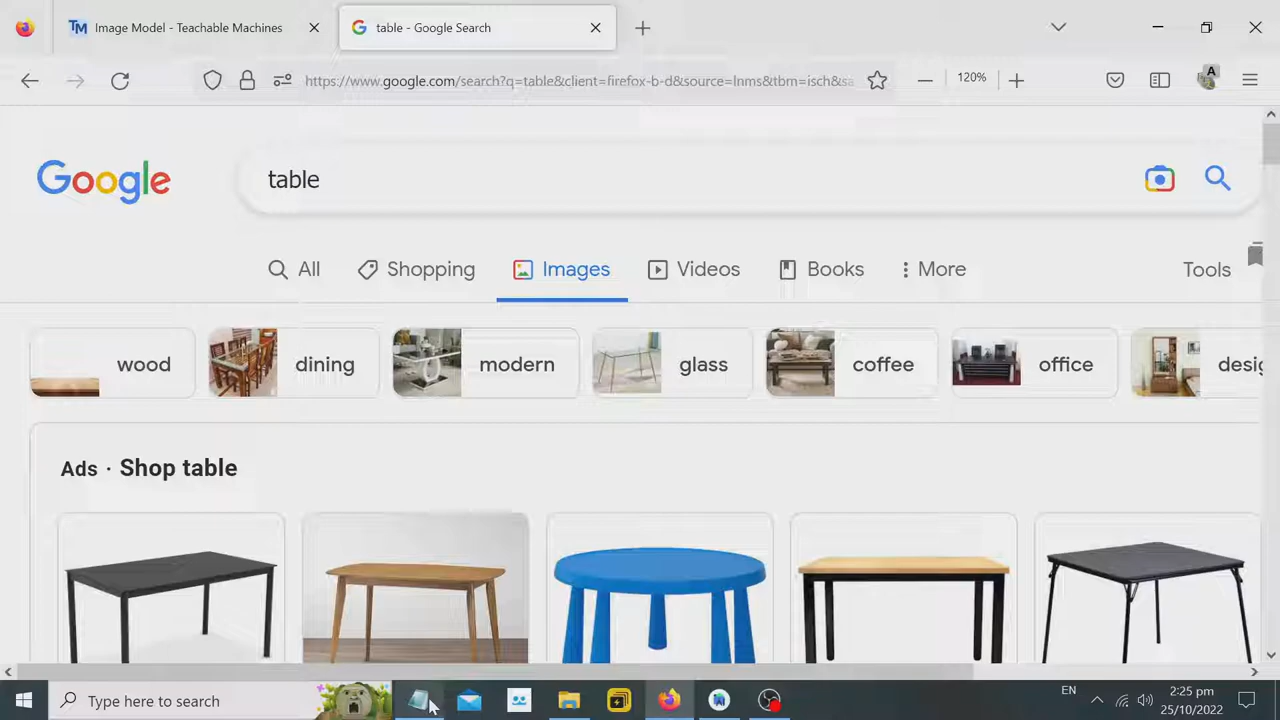 Image Model - Teachable Machines
table - Google Search
https://www.google.com/search?q=table&client=firefox-b-d&source=lnms&tbm=isch&sa
120%
A
Google
table
All
Shopping
Images
Videos
Books
More
Tools
wood
dining
modern
glass
coffee
office
desig
Ads · Shop table
Type here to search
EN
2:25 pm
25/10/2022